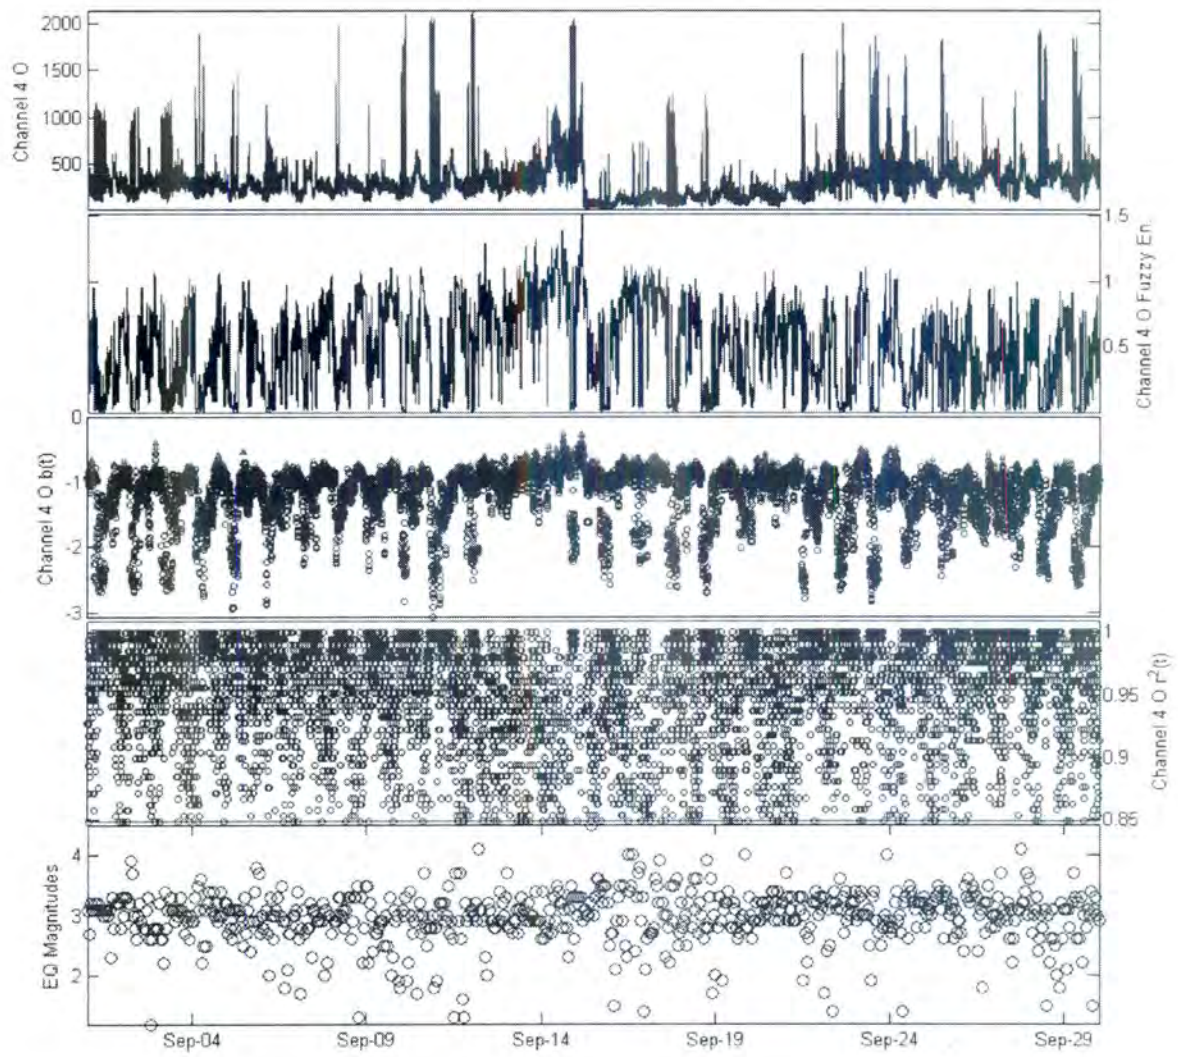 2000
1500
1000
500
Channel 4 O
1.5
1
0.5
Channel 4 O Fuzzy En.
0
-1
-2
-3
Channel 4 O b(t)
1
0.95
0.9
0.85
Channel 4 O r²(t)
4
3
2
EQ Magnitudes
Sep-04
Sep-09
Sep-14
Sep-19
Sep-24
Sep-29